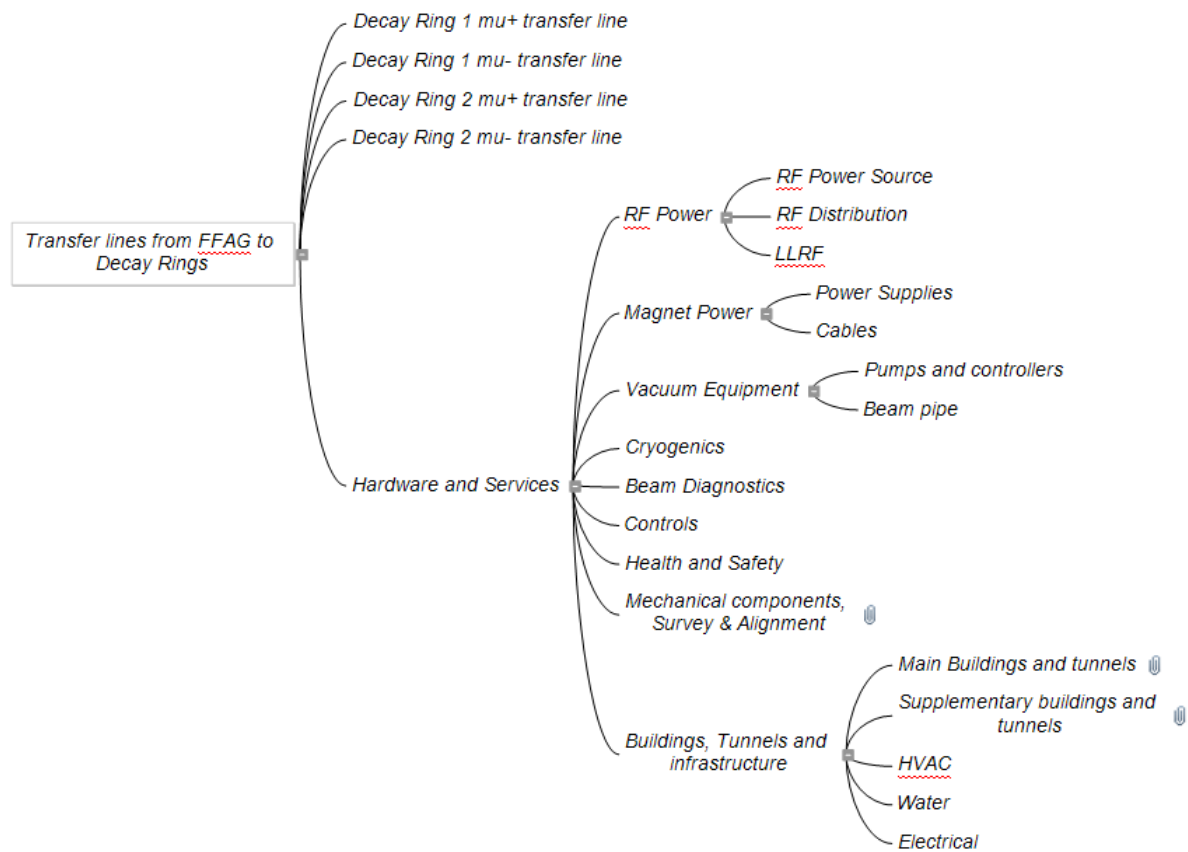 Decay Ring 1 mu+ transfer line
Decay Ring 1 mu- transfer line
Decay Ring 2 mu+ transfer line
Decay Ring 2 mu- transfer line
Transfer lines from FFAG to
Decay Rings
Hardware and Services
RF Power
RF Power Source
RF Distribution
LLRF
Magnet Power
Power Supplies
Cables
Vacuum Equipment
Pumps and controllers
Beam pipe
Cryogenics
Beam Diagnostics
Controls
Health and Safety
Mechanical components,
Survey & Alignment
Buildings, Tunnels and
infrastructure
Main Buildings and tunnels
Supplementary buildings and
tunnels
HVAC
Water
Electrical